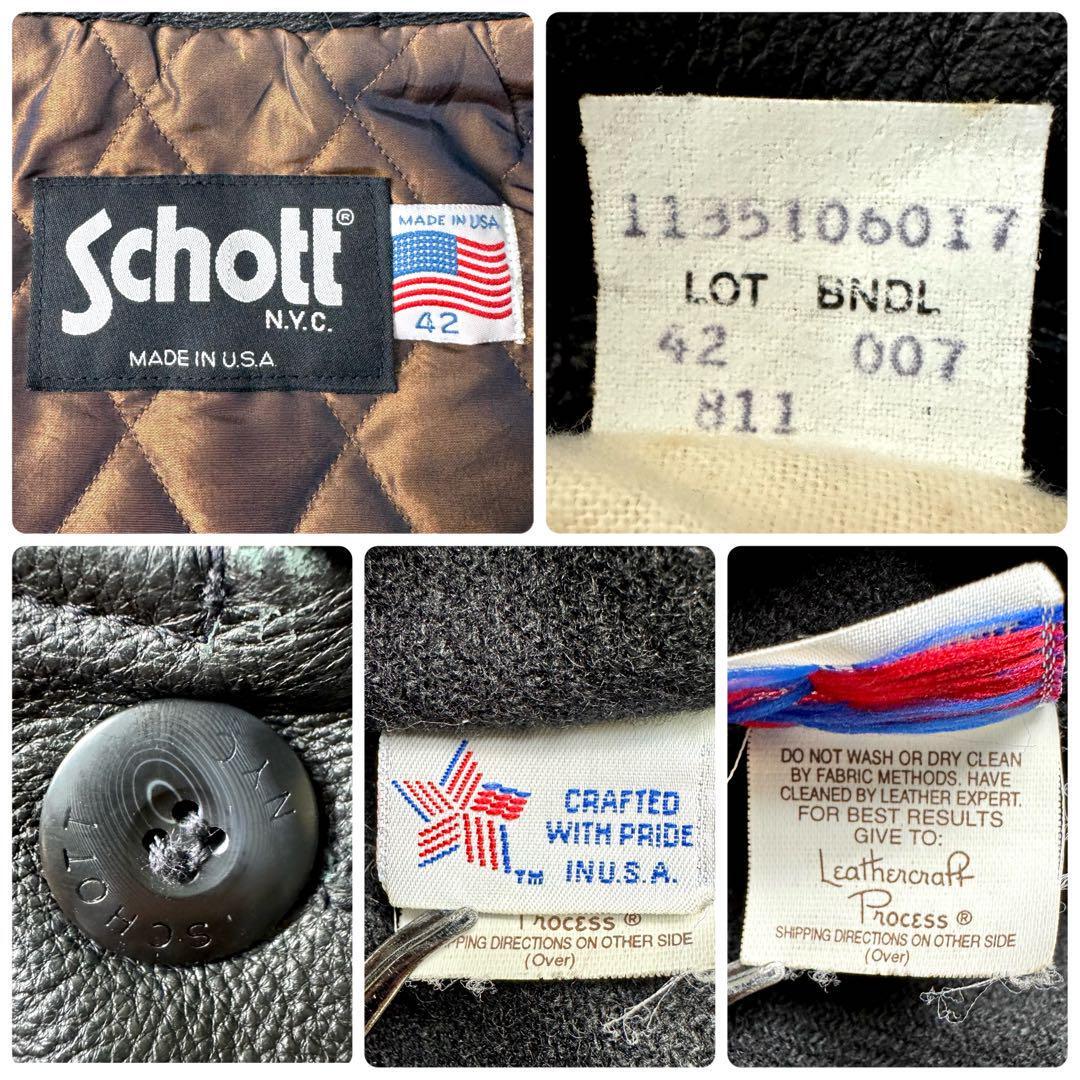 Schott®
N.Y.C.
MADE IN U.S.A
MADE IN USA
42
1135106017
LOT BNDL
42 007
811
SCHOTT NYC
CRAFTED
WITH PRIDE
IN U.S.A.
TM
Process ®
PPING DIRECTIONS ON OTHER SIDE
(Over)
DO NOT WASH OR DRY CLEAN
BY FABRIC METHODS. HAVE
CLEANED BY LEATHER EXPERT.
FOR BEST RESULTS
GIVE TO:
Leathercraft
Process ®
SHIPPING DIRECTIONS ON OTHER SIDE
(Over)